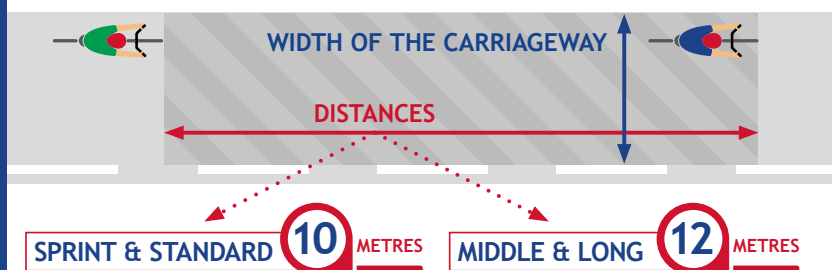 WIDTH OF THE CARRIAGEWAY
DISTANCES
SPRINT & STANDARD 10 METRES
MIDDLE & LONG 12 METRES